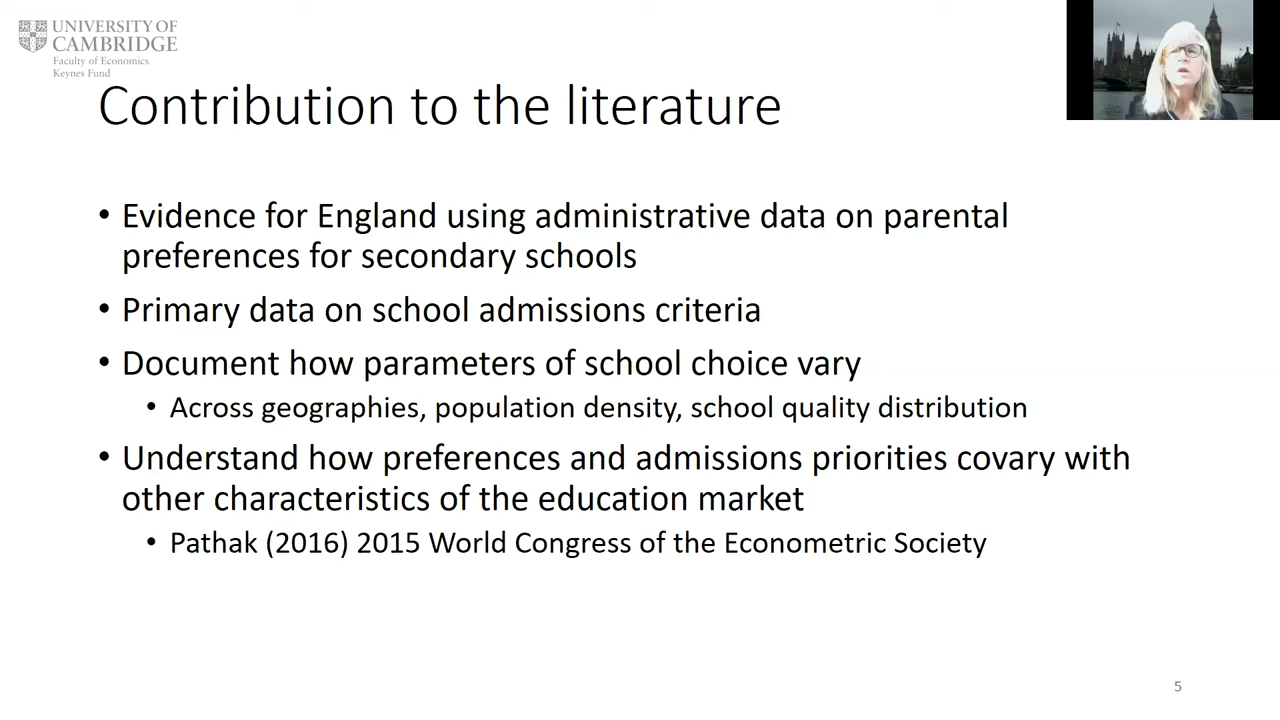 UNIVERSITY OF
CAMBRIDGE
Faculty of Economics
Keynes Fund
Contribution to the literature
• Evidence for England using administrative data on parental
preferences for secondary schools
• Primary data on school admissions criteria
• Document how parameters of school choice vary
• Across geographies, population density, school quality distribution
• Understand how preferences and admissions priorities covary with
other characteristics of the education market
• Pathak (2016) 2015 World Congress of the Econometric Society
5